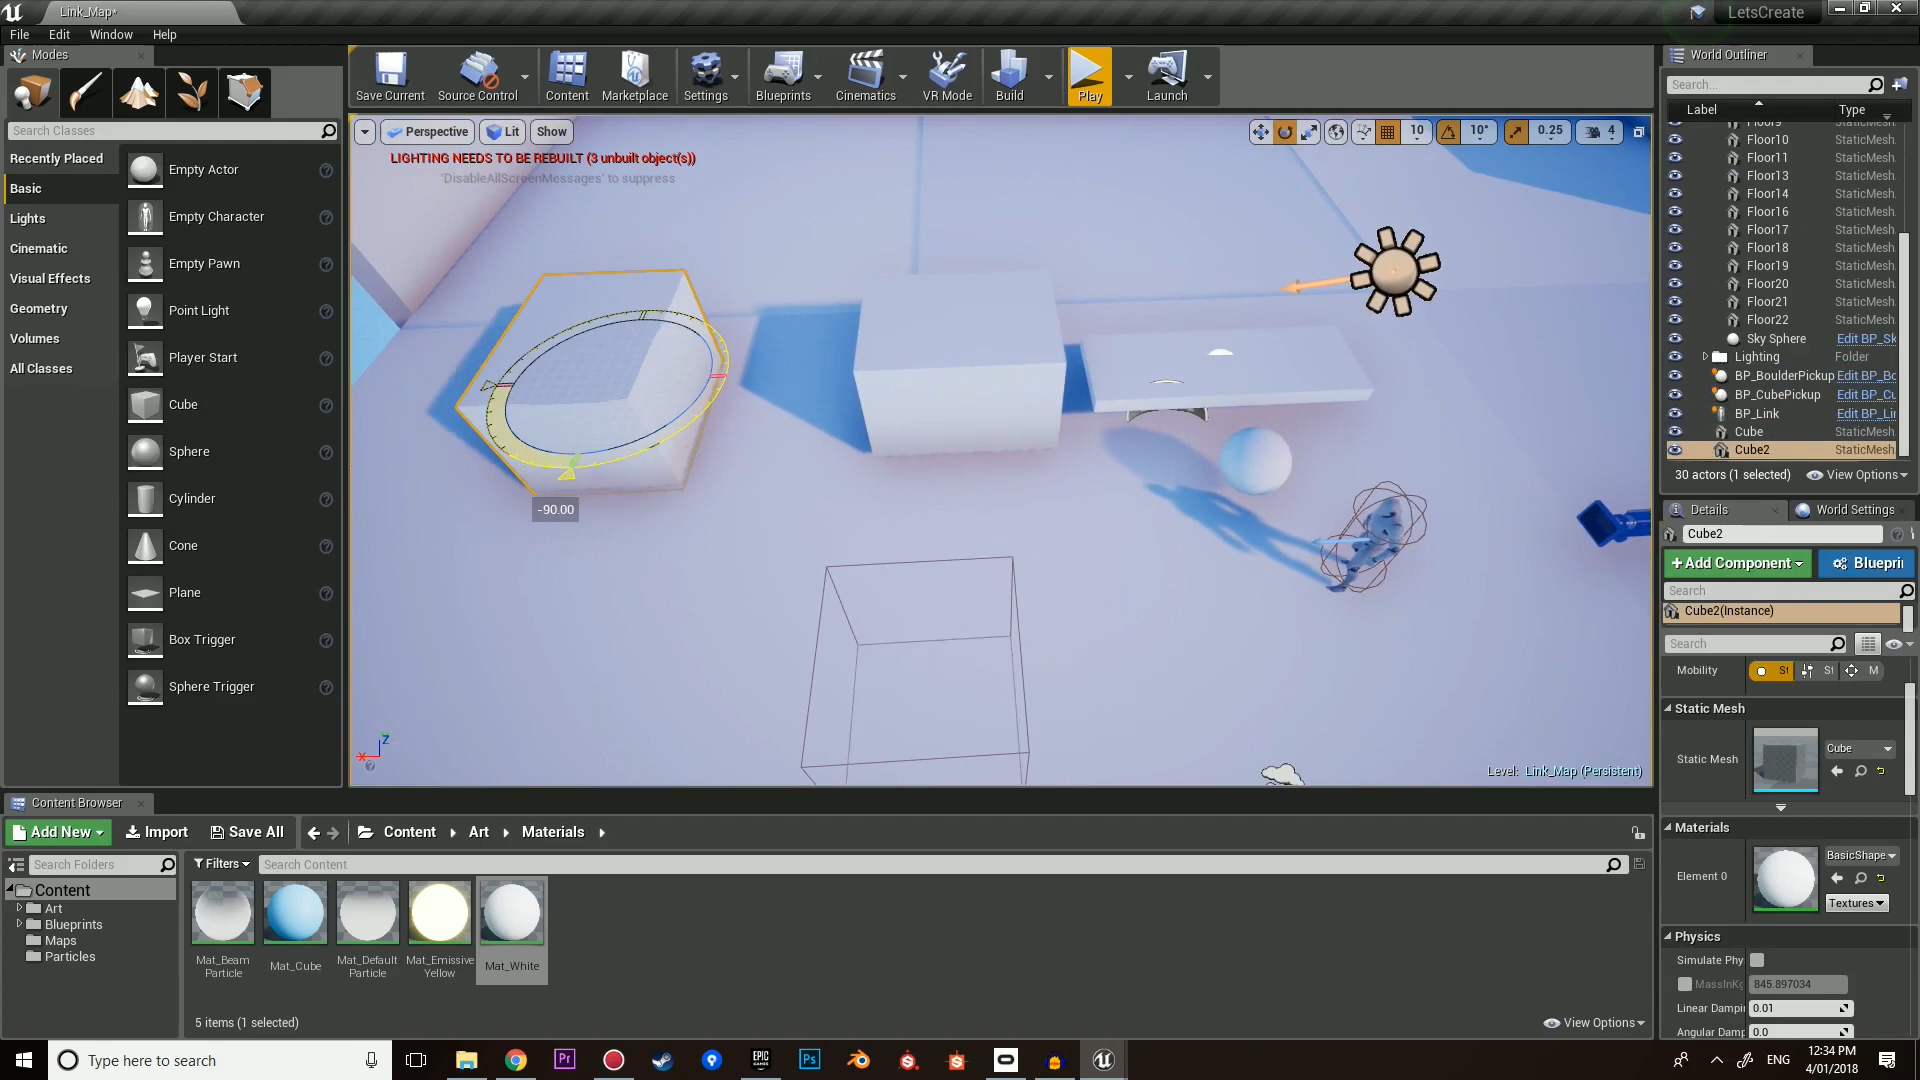 Link_Map*
LetsCreate
File Edit Window Help
Modes
Search Classes
Recently Placed
Basic
Lights
Cinematic
Visual Effects
Geometry
Volumes
All Classes
Empty Actor
Empty Character
Empty Pawn
Point Light
Player Start
Cube
Sphere
Cylinder
Cone
Plane
Box Trigger
Sphere Trigger
Save Current
Source Control
Content
Marketplace
Settings
Blueprints
Cinematics
VR Mode
Build
Play
Launch
Perspective Lit Show
10 10° 0.25 4
LIGHTING NEEDS TO BE REBUILT (3 unbuilt object(s))
'DisableAllScreenMessages' to suppress
-90.00
X Z
Level: Link_Map (Persistent)
World Outliner
Search...
Label Type
Floor9 StaticMesh
Floor10 StaticMesh
Floor11 StaticMesh
Floor13 StaticMesh
Floor14 StaticMesh
Floor16 StaticMesh
Floor17 StaticMesh
Floor18 StaticMesh
Floor19 StaticMesh
Floor20 StaticMesh
Floor21 StaticMesh
Floor22 StaticMesh
Sky Sphere Edit BP_Sk
Lighting Folder
BP_BoulderPickup Edit BP_Bo
BP_CubePickup Edit BP_Cu
BP_Link Edit BP_Lin
Cube StaticMesh
Cube2 StaticMesh
30 actors (1 selected) View Options
Details World Settings
Cube2
+Add Component Bluepri
Search
Cube2(Instance)
Search
Mobility St St M
Static Mesh
Static Mesh Cube
Materials
Element 0 BasicShape
Textures
Physics
Simulate Phy
MassInKg 845.897034
Linear Dampi 0.01
Angular Damp 0.0
Content Browser
Add New Import Save All Content Art Materials
Search Folders
Filters Search Content
Content
Art
Blueprints
Maps
Particles
Mat_Beam
Particle
Mat_Cube
Mat_Default
Particle
Mat_Emissive
Yellow
Mat_White
5 items (1 selected) View Options
Type here to search
Pr
EPIC
GAMES
Ps
ENG
12:34 PM
4/01/2018